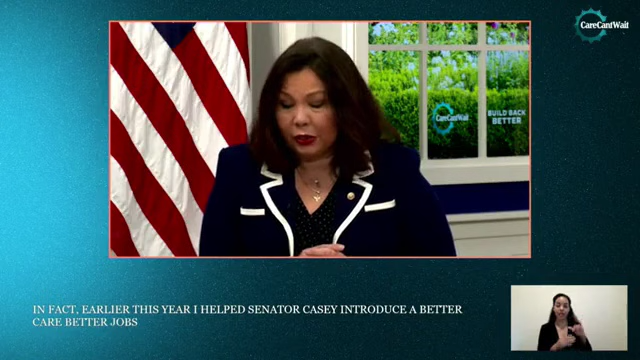 CareCantWait
CareCantWait
BUILD BACK
BETTER
IN FACT, EARLIER THIS YEAR I HELPED SENATOR CASEY INTRODUCE A BETTER
CARE BETTER JOBS